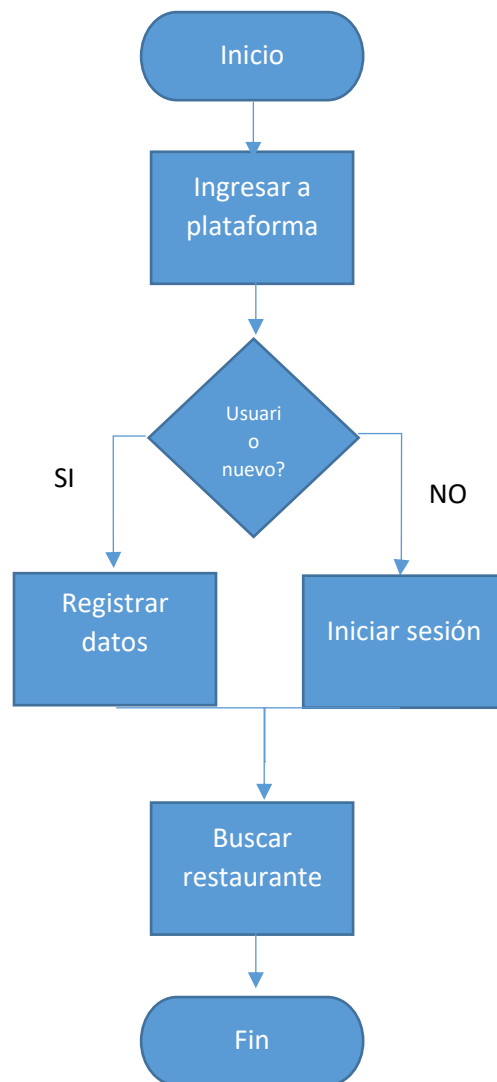 Inicio
Ingresar a
plataforma
Usuari
o
nuevo?
SI
NO
Registrar
datos
Iniciar sesión
Buscar
restaurante
Fin